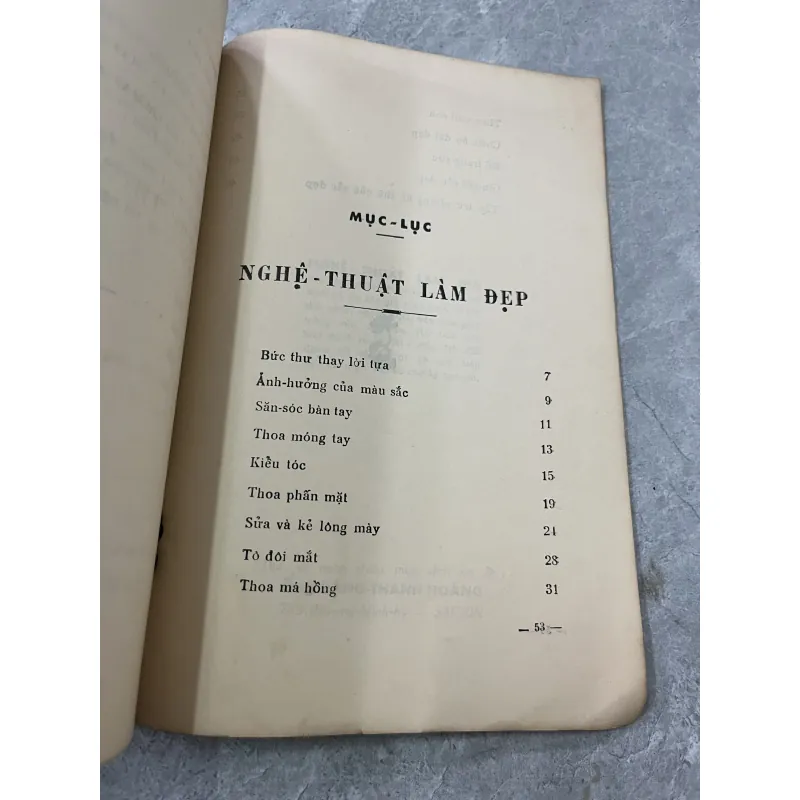 MỤC-LỤC
NGHỆ-THUẬT LÀM ĐẸP
Bức thư thay lời tựa 7
Ảnh-hưởng của màu sắc 9
Săn-sóc bàn tay 11
Thoa móng tay 13
Kiểu tóc 15
Thoa phấn mặt 19
Sửa và kẻ lông mày 24
Tô đôi mắt 28
Thoa má hồng 31
— 53 —